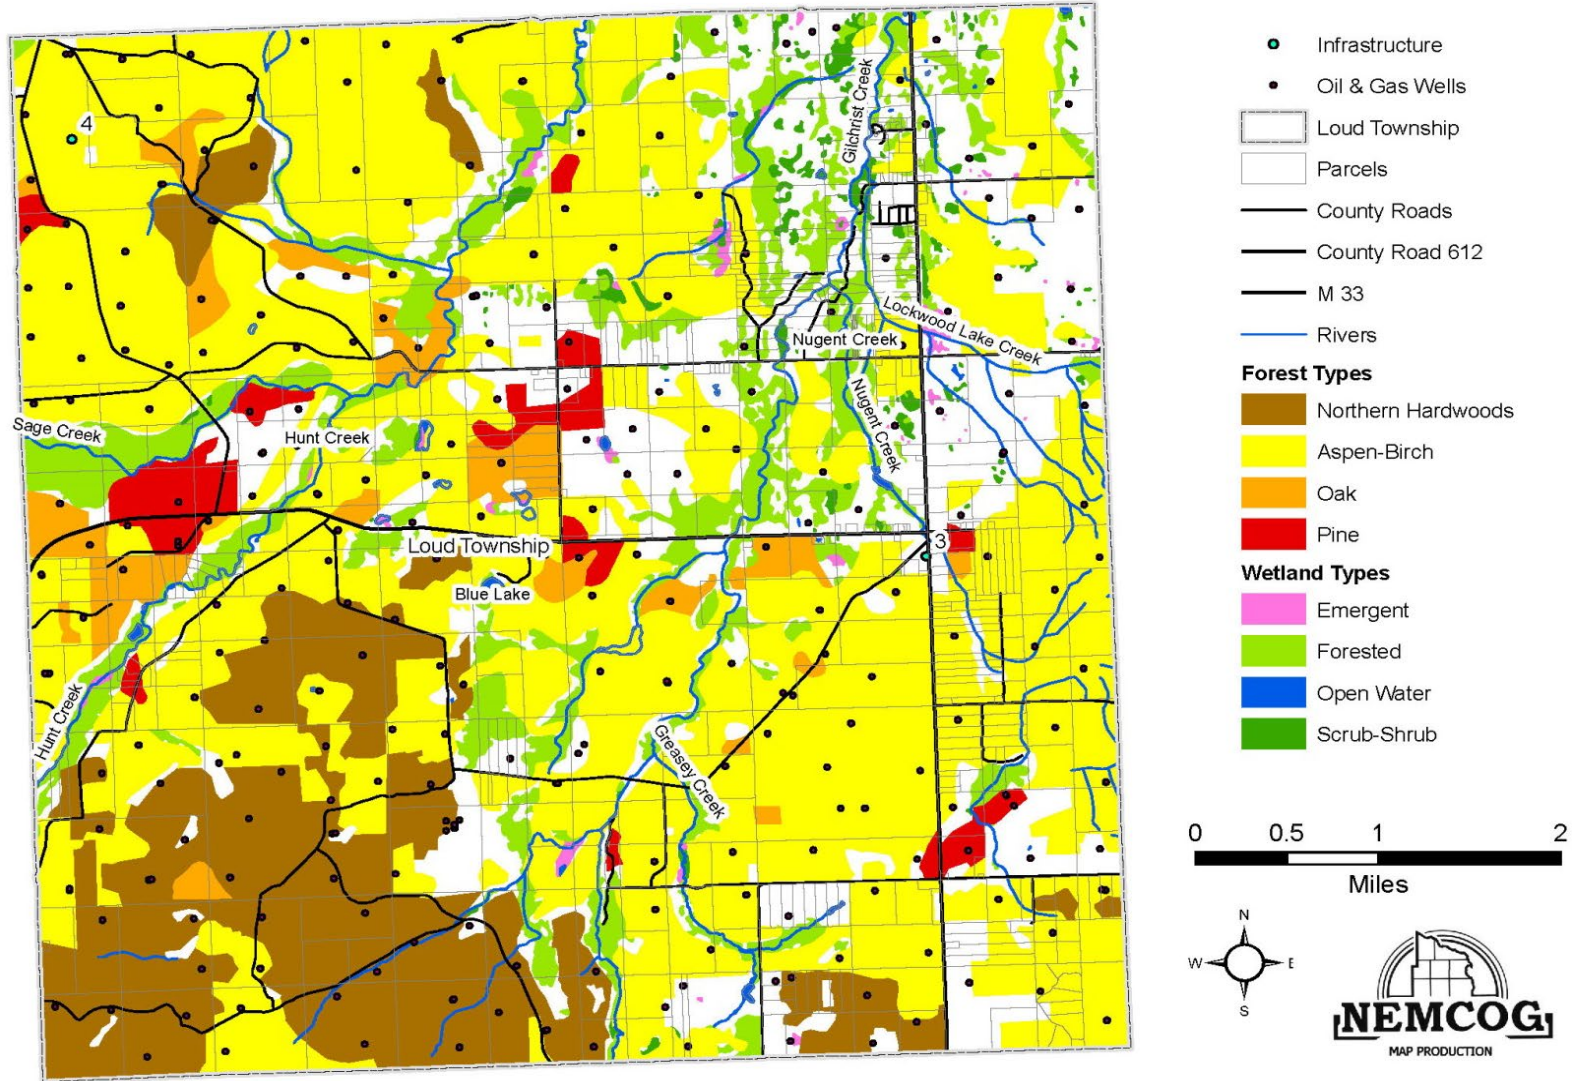 Infrastructure
Oil & Gas Wells
Loud Township
Parcels
County Roads
County Road 612
M 33
Rivers
Forest Types
Northern Hardwoods
Aspen-Birch
Oak
Pine
Wetland Types
Emergent
Forested
Open Water
Scrub-Shrub
4
Gilchrist Creek
Lockwood Lake Creek
Nugent Creek
Nugent Creek
Sage Creek
Hunt Creek
Loud Township
3
Blue Lake
Hunt Creek
Greasey Creek
0 0.5 1 2
Miles
N
W E
S
NEMCOG
MAP PRODUCTION